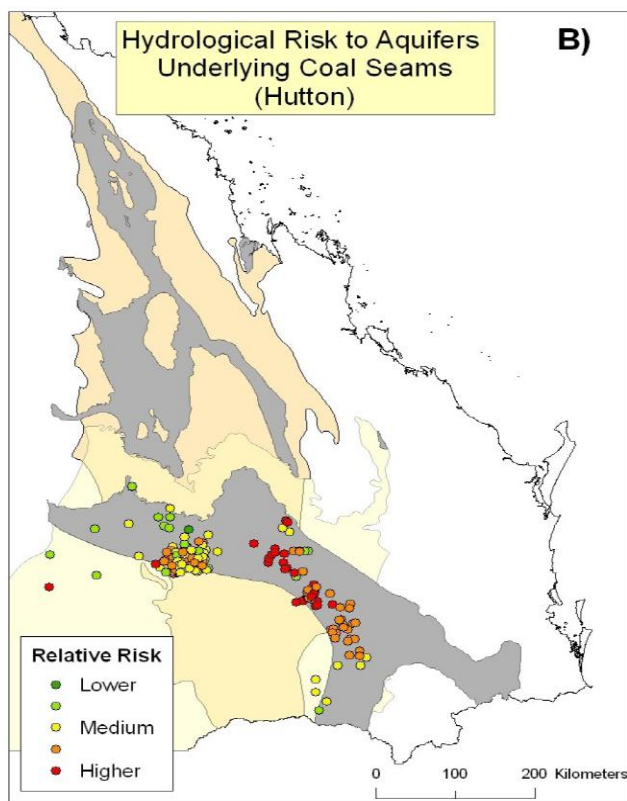 Hydrological Risk to Aquifers
Underlying Coal Seams
(Hutton)
B)
Relative Risk
Lower
Medium
Higher
0 100 200 Kilometers